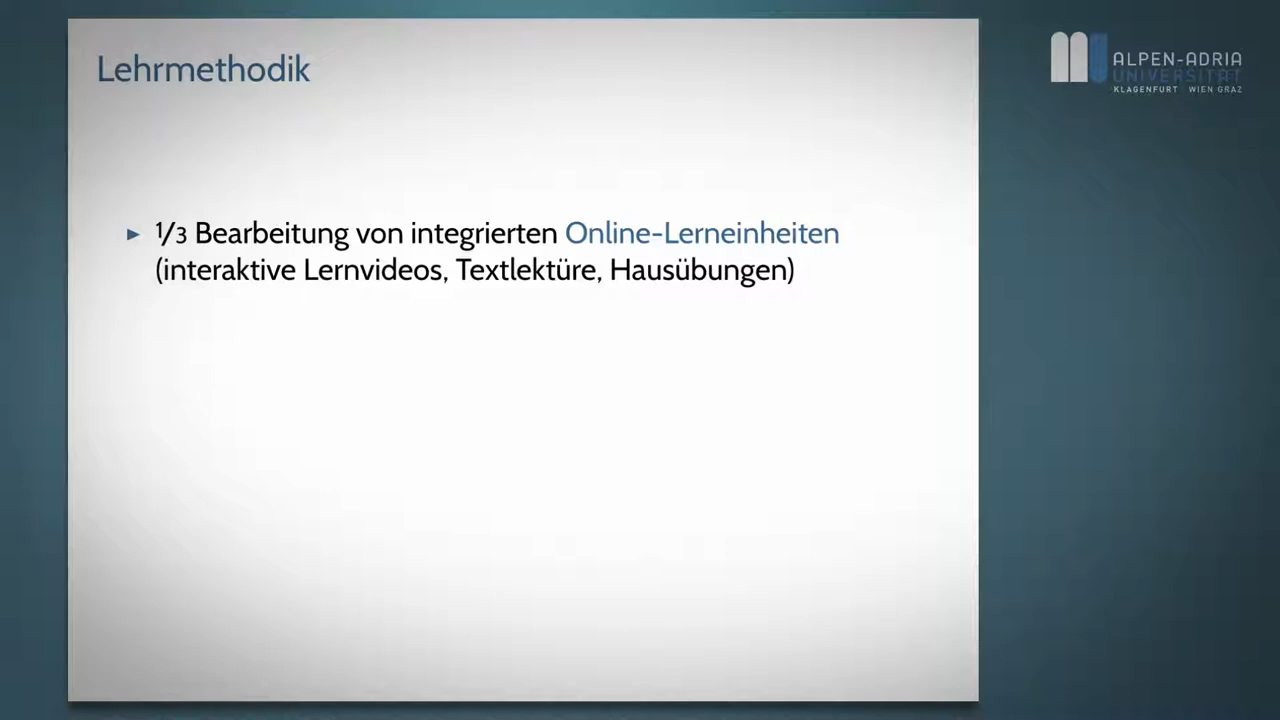 Lehrmethodik
ALPEN-ADRIA
UNIVERSITÄT
KLAGENFURT WIEN GRAZ
► ⅓ Bearbeitung von integrierten Online-Lerneinheiten
(interaktive Lernvideos, Textlektüre, Hausübungen)